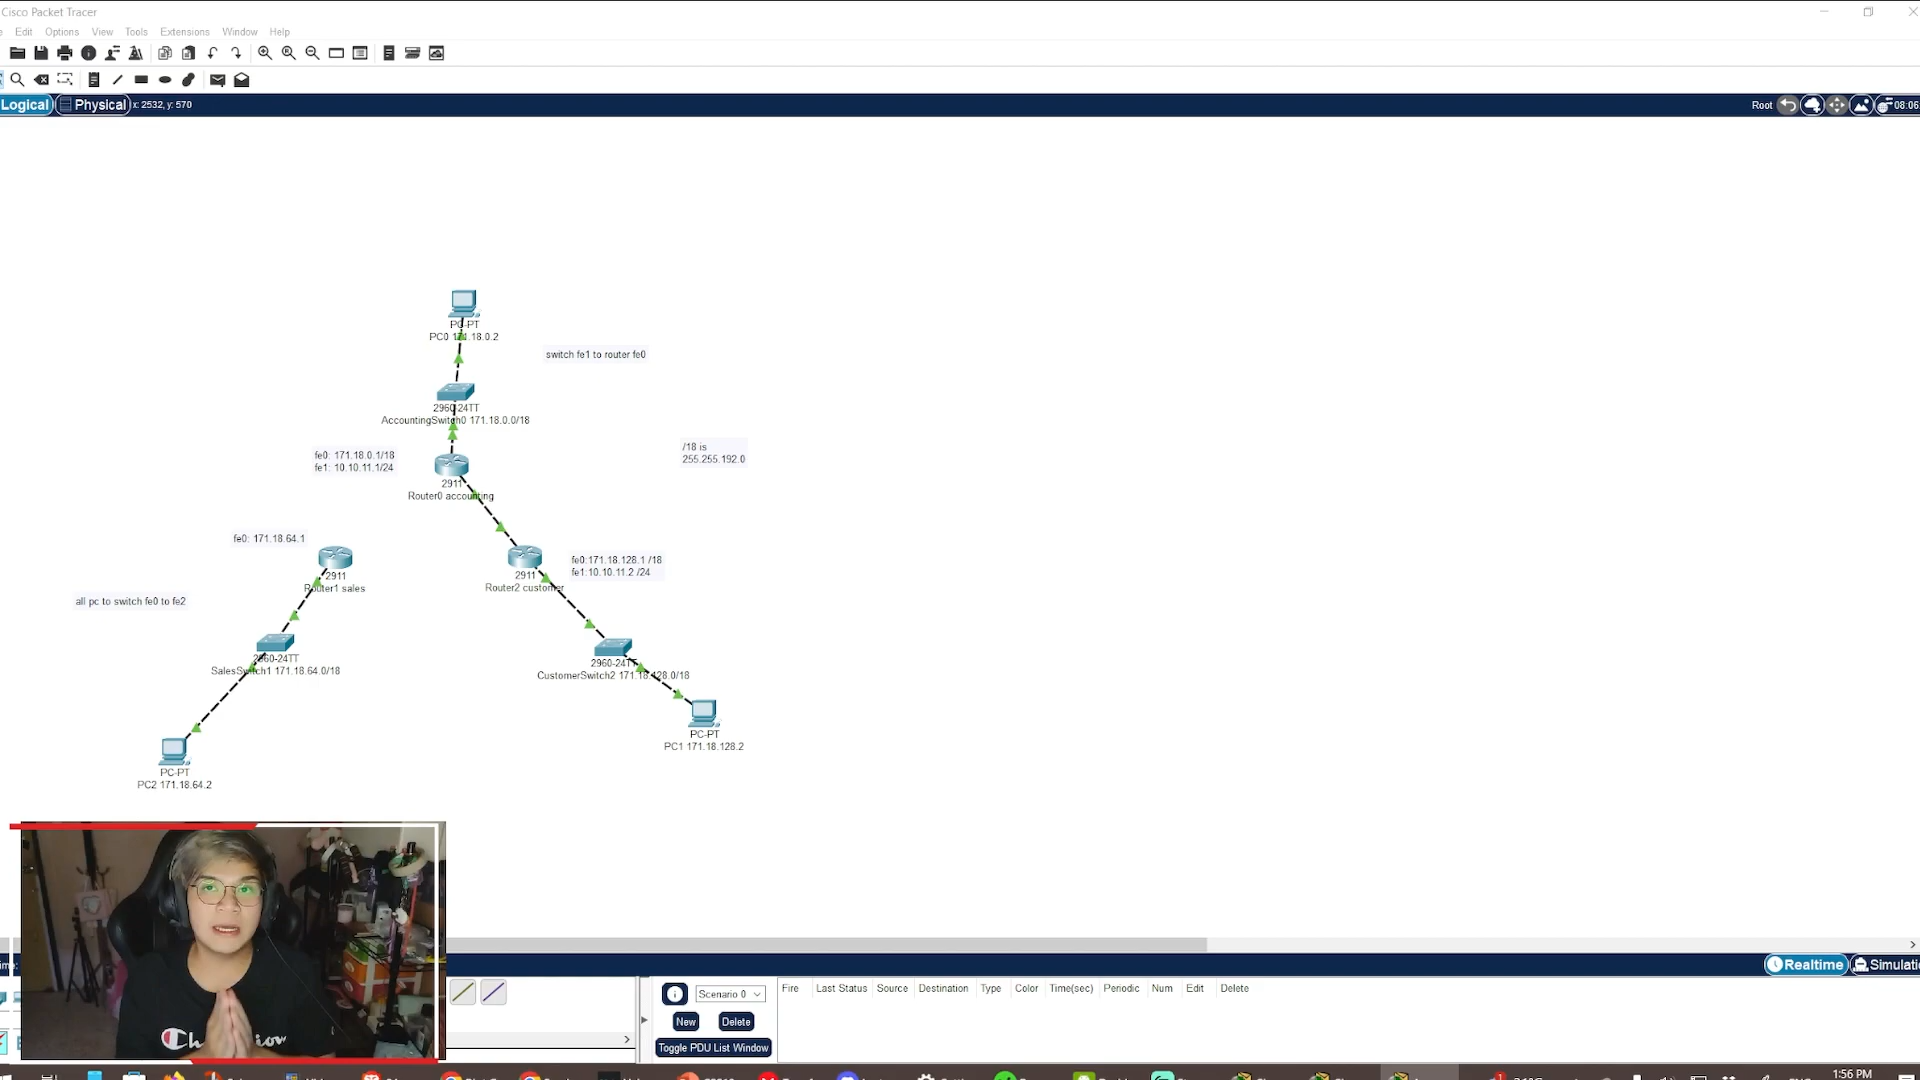 Cisco Packet Tracer
Edit Options View Tools Extensions Window Help
Logical Physical x: 2532, y: 570
Root 08:06
PC-PT
PC0 171.18.0.2
switch fe1 to router fe0
2960-24TT
AccountingSwitch0 171.18.0.0/18
/18 is
255.255.192.0
fe0: 171.18.0.1/18
fe1: 10.10.11.1/24
2911
Router0 accounting
fe0: 171.18.64.1
2911
Router1 sales
2911
Router2 customer
fe0:171.18.128.1 /18
fe1:10.10.11.2 /24
all pc to switch fe0 to fe2
2960-24TT
SalesSwitch1 171.18.64.0/18
2960-24TT
CustomerSwitch2 171.18.128.0/18
PC-PT
PC1 171.18.128.2
PC-PT
PC2 171.18.64.2
Realtime
Scenario 0
Fire Last Status Source Destination Type Color Time(sec) Periodic Num Edit Delete
New Delete
Toggle PDU List Window
Champion
1:56 PM